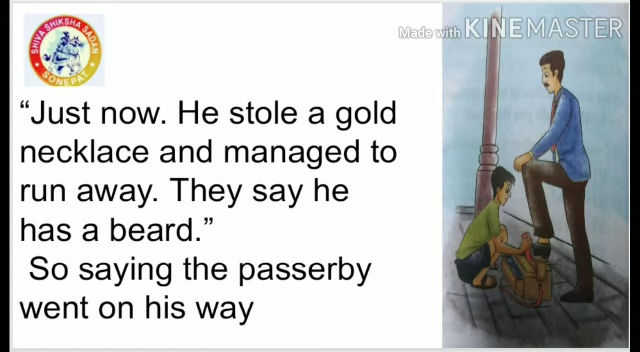 SHIVA SHIKSHA SADAN
SONEPAT
Made with KINEMASTER
“Just now. He stole a gold
necklace and managed to
run away. They say he
has a beard.”
So saying the passerby
went on his way